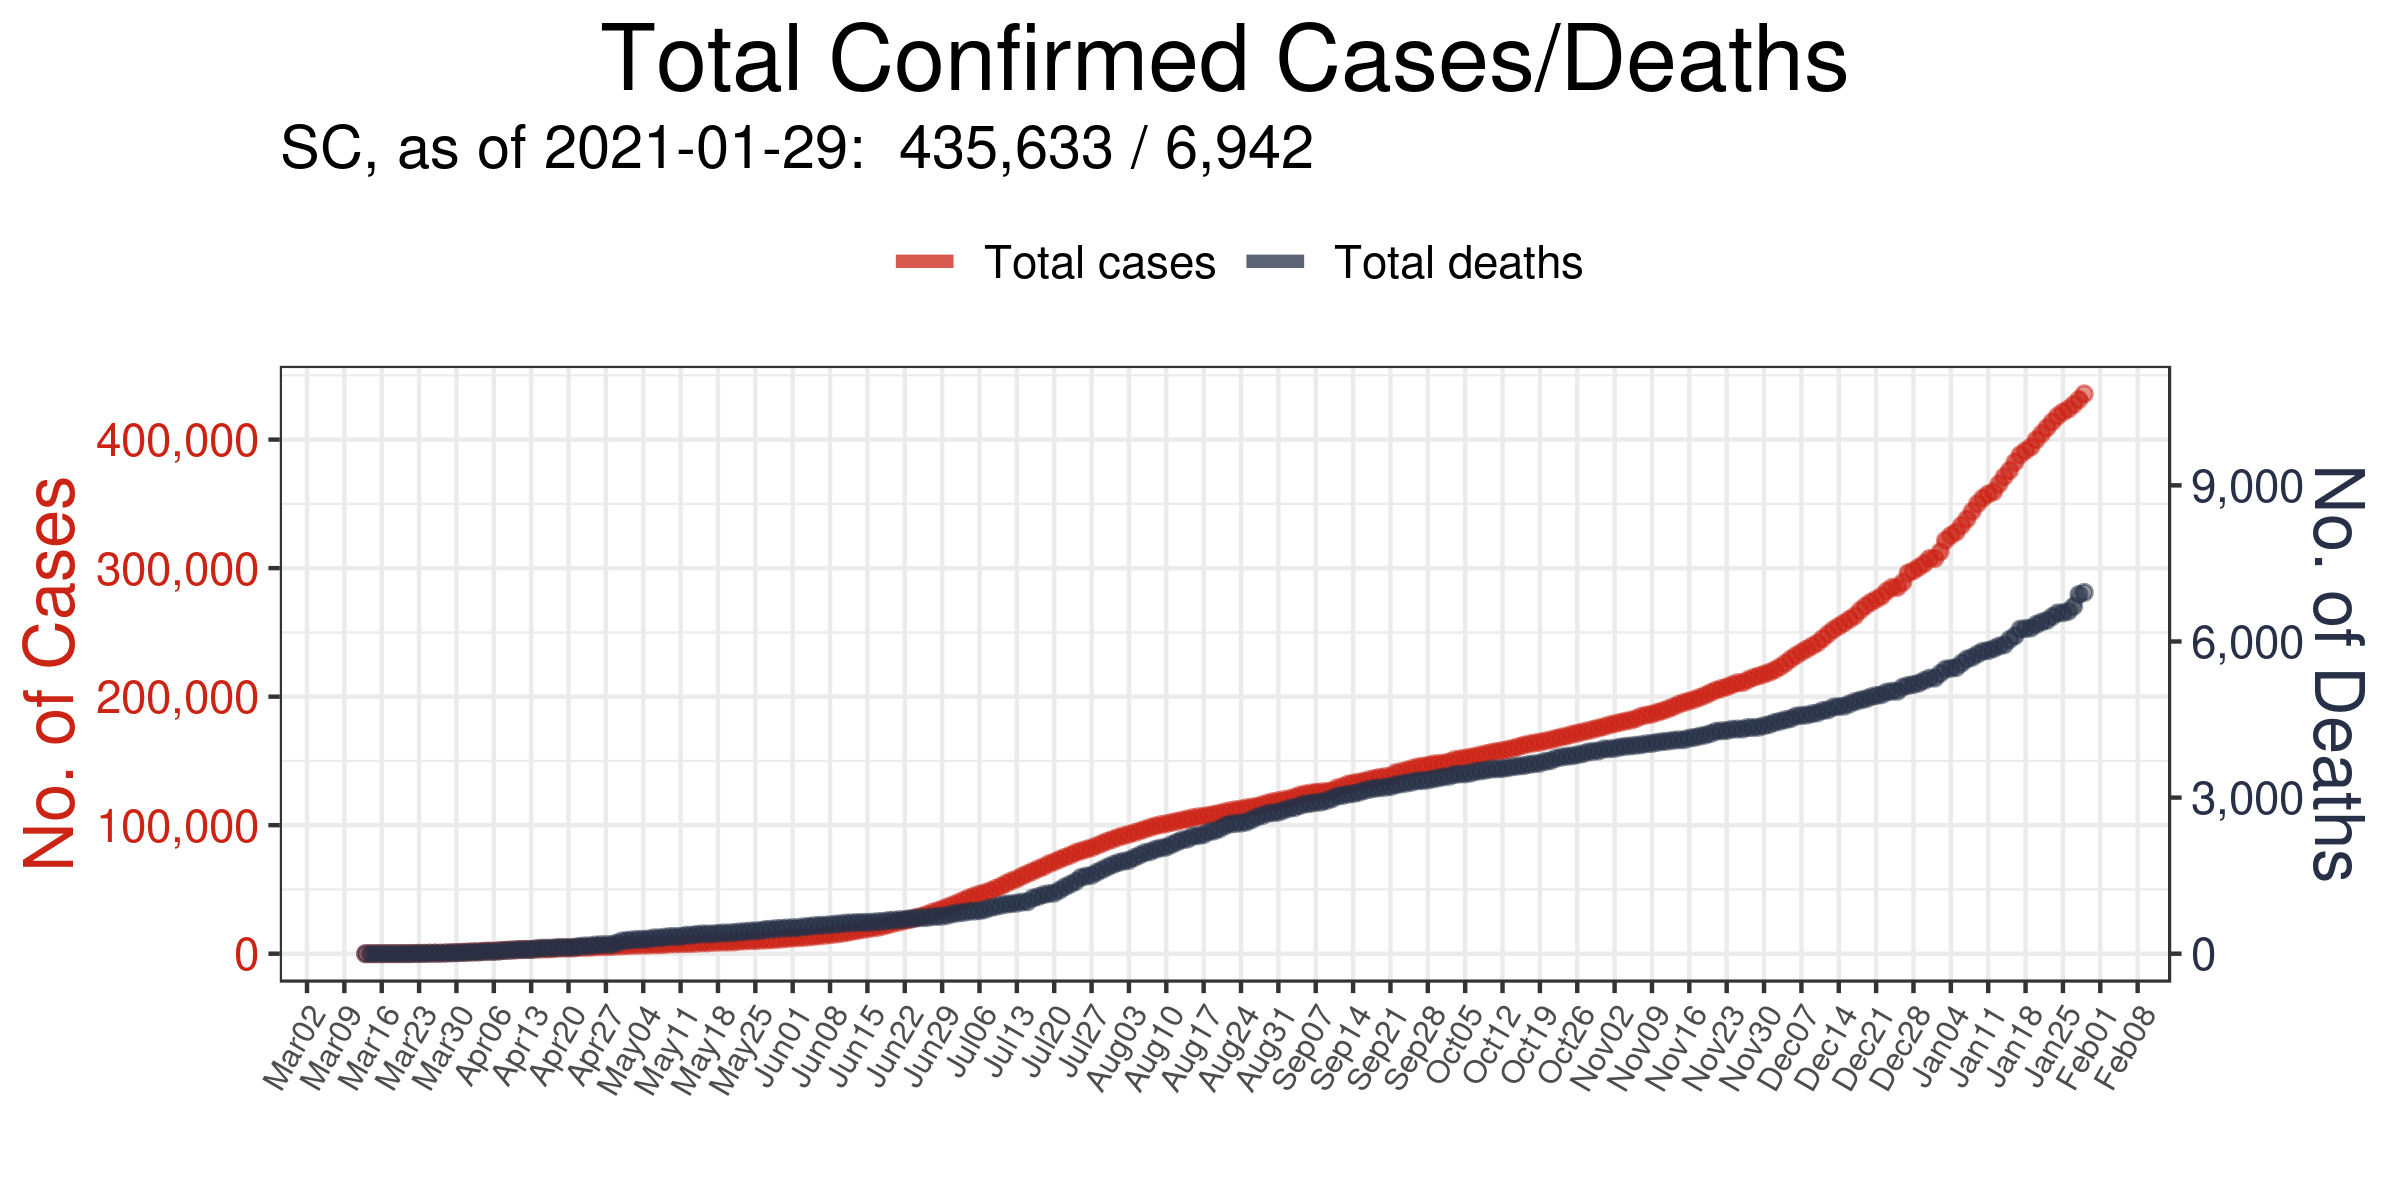 Total Confirmed Cases/Deaths
SC, as of 2021-01-29:  435,633 / 6,942
Total cases
Total deaths
No. of Cases
400,000
300,000
200,000
100,000
0
9,000
6,000
3,000
0
No. of Deaths
Mar02
Mar09
Mar16
Mar23
Mar30
Apr06
Apr13
Apr20
Apr27
May04
May11
May18
May25
Jun01
Jun08
Jun15
Jun22
Jun29
Jul06
Jul13
Jul20
Jul27
Aug03
Aug10
Aug17
Aug24
Aug31
Sep07
Sep14
Sep21
Sep28
Oct05
Oct12
Oct19
Oct26
Nov02
Nov09
Nov16
Nov23
Nov30
Dec07
Dec14
Dec21
Dec28
Jan04
Jan11
Jan18
Jan25
Feb01
Feb08